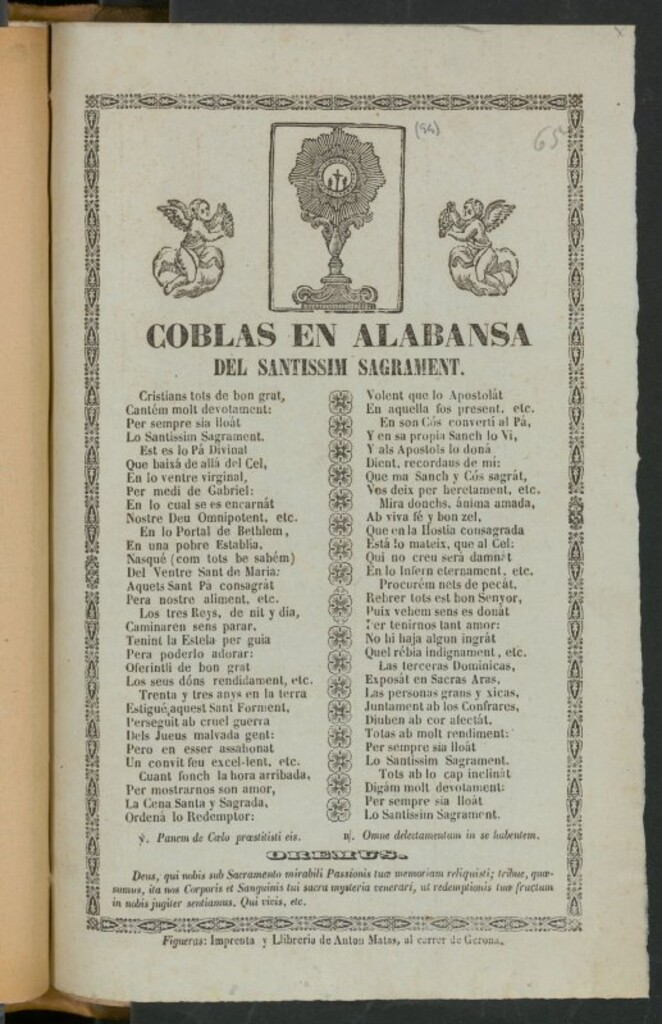 (94)
65
COBLAS EN ALABANSA
DEL SANTISSIM SAGRAMENT.
Cristians tots de bon grat,
Cantém molt devotament:
Per sempre sia lloát
Lo Santissim Sagrament.
Est es lo Pá Divinal
Que baixá de allá del Cel,
En lo ventre virginal,
Per medi de Gabriel:
En lo cual se es encarnát
Nostre Deu Omnipotent, etc.
En lo Portal de Bethlem,
En una pobre Establia,
Nasqué (com tots be sabém)
Del Ventre Sant de Maria:
Aquets Sant Pá consagrát
Pera nostre aliment, etc.
Los tres Reys, de nit y dia,
Caminaren sens parar,
Tenint la Estela per guia
Pera poderlo adorar:
Oferintli de bon grat
Los seus dóns rendidament, etc.
Trenta y tres anys en la terra
Estigué aquest Sant Forment,
Perseguit ab cruel guerra
Dels Jueus malvada gent:
Pero en esser assahonat
Un convit feu excel-lent, etc.
Cuant fonch la hora arribada,
Per mostrarnos son amor,
La Cena Santa y Sagrada,
Ordená lo Redemptor:
Volent que lo Apostolát
En aquella fos present, etc.
En son Cós convertí al Pá,
Y en sa propia Sanch lo Vi,
Y als Apostols lo doná
Dient, recordaus de mi:
Que ma Sanch y Cós sagrát,
Vos deix per heretament, etc.
Mira donchs, ánima amada,
Ab viva fé y bon zel,
Que en la Hostia consagrada
Está lo mateix, que al Cel:
Qui no creu será damnat
En lo Infern eternament, etc.
Procurém nets de pecát,
Rebrer tots est bon Senyor,
Puix vehem sens es donát
Per tenirnos tant amor:
No hi haja algun ingrát
Quel rébia indignament, etc.
Las terceras Dominicas,
Exposát en Sacras Aras,
Las personas grans y xicas,
Juntament ab los Confrares,
Diuhen ab cor afectát,
Totas ab molt rendiment:
Per sempre sia lloát
Lo Santissim Sagrament.
Tots ab lo cap inclinát
Digám molt devotament:
Per sempre sia lloát
Lo Santissim Sagrament.
℣. Panem de Cælo præstitisti eis. ℟. Omne delectamentum in se habentem.
OREMUS.
Deus, qui nobis sub Sacramento mirabili Passionis tuæ memoriam reliquisti; tribue, quæ-
sumus, ita nos Corporis et Sanguinis tui sacra mysteria venerari, ut redemptionis tuæ fructum
in nobis jugiter sentiamus. Qui vivis, etc.
Figueras: Imprenta y Llibreria de Anton Matas, al carrer de Gerona.